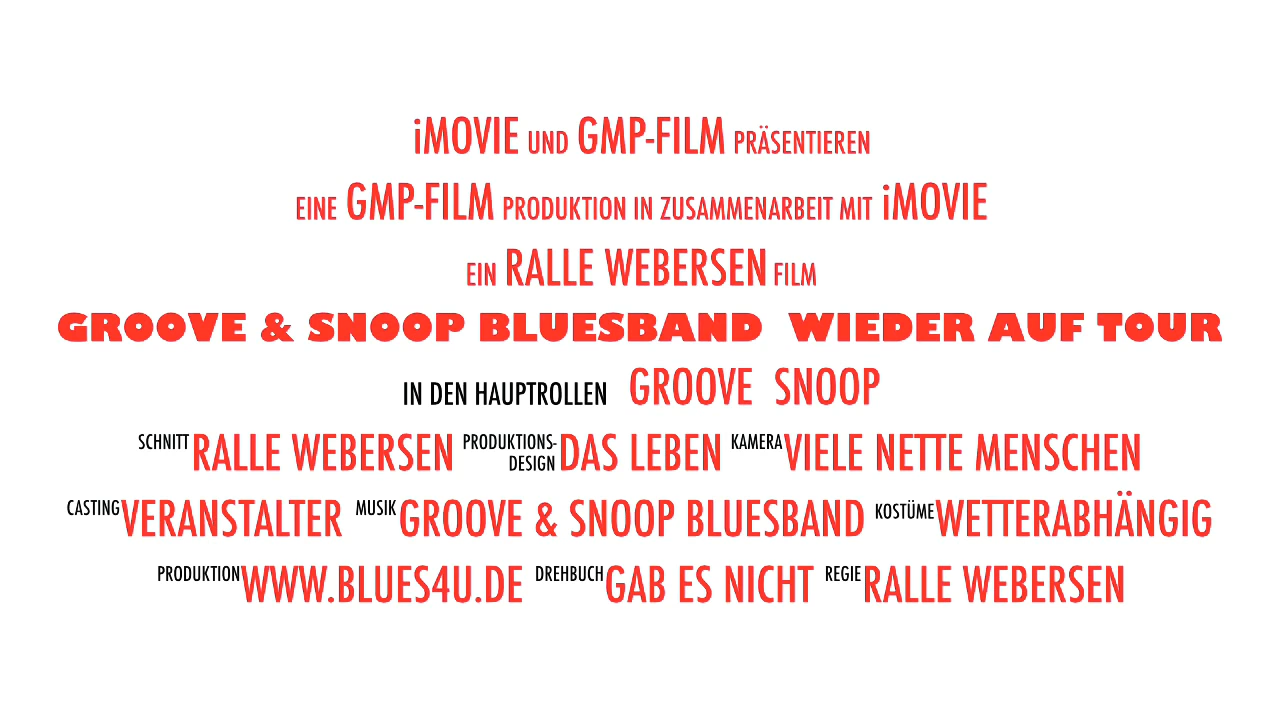 iMOVIE UND GMP-FILM PRÄSENTIEREN
EINE GMP-FILM PRODUKTION IN ZUSAMMENARBEIT MIT iMOVIE
EIN RALLE WEBERSEN FILM
GROOVE & SNOOP BLUESBAND WIEDER AUF TOUR
IN DEN HAUPTROLLEN GROOVE SNOOP
SCHNITT RALLE WEBERSEN PRODUKTIONS-DESIGN DAS LEBEN KAMERA VIELE NETTE MENSCHEN
CASTING VERANSTALTER MUSIK GROOVE & SNOOP BLUESBAND KOSTÜME WETTERABHÄNGIG
PRODUKTION WWW.BLUES4U.DE DREHBUCH GAB ES NICHT REGIE RALLE WEBERSEN